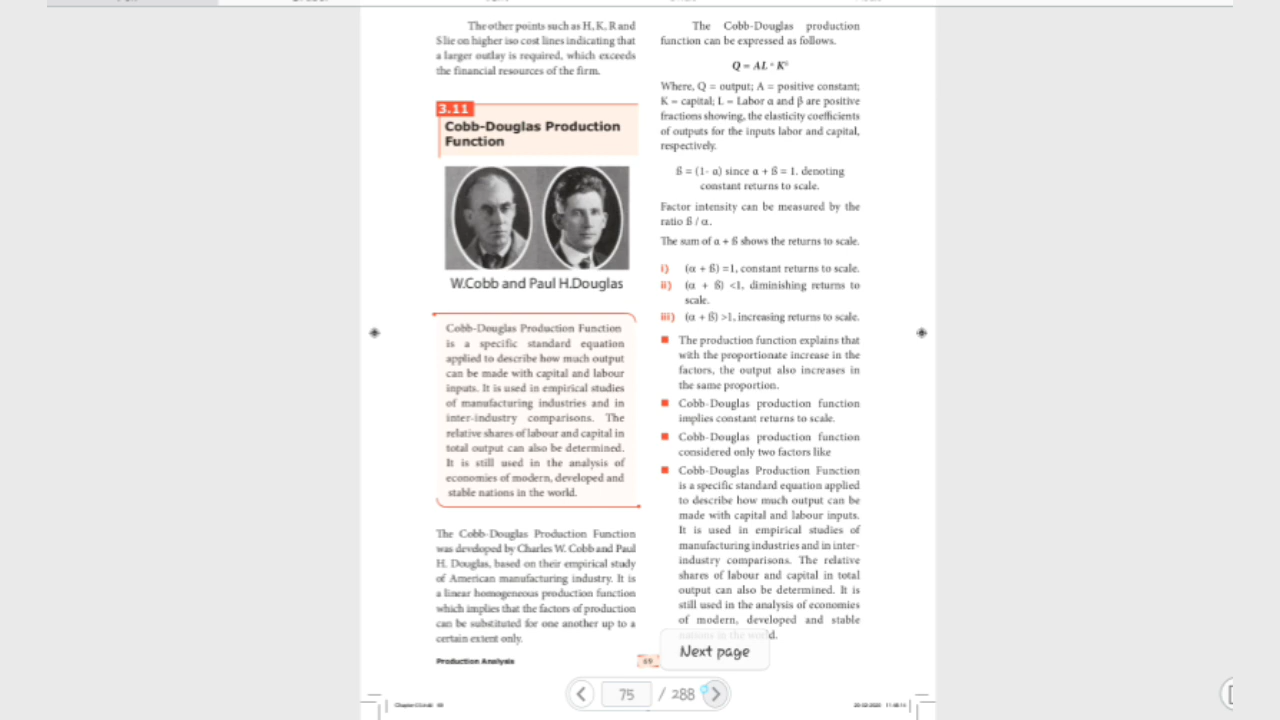 The other points such as H, K, R and
S lie on higher iso cost lines indicating that
a larger outlay is required, which exceeds
the financial resources of the firm.
3.11
Cobb-Douglas Production
Function
W.Cobb and Paul H.Douglas
Cobb-Douglas Production Function
is a specific standard equation
applied to describe how much output
can be made with capital and labour
inputs. It is used in empirical studies
of manufacturing industries and in
inter-industry comparisons. The
relative shares of labour and capital in
total output can also be determined.
It is still used in the analysis of
economies of modern, developed and
stable nations in the world.
The Cobb-Douglas Production Function
was developed by Charles W. Cobb and Paul
H. Douglas, based on their empirical study
of American manufacturing industry. It is
a linear homogeneous production function
which implies that the factors of production
can be substituted for one another up to a
certain extent only.
The Cobb-Douglas production
function can be expressed as follows.
Q = AL K
Where, Q = output; A = positive constant;
K = capital; L = Labor α and β are positive
fractions showing, the elasticity coefficients
of outputs for the inputs labor and capital,
respectively.
ß = (1- α) since α + ß = 1. denoting
constant returns to scale.
Factor intensity can be measured by the
ratio ß / α.
The sum of α + ß shows the returns to scale.
i) (α + ß) =1, constant returns to scale.
ii) (α + ß) <1, diminishing returns to
scale.
iii) (α + ß) >1, increasing returns to scale.
The production function explains that
with the proportionate increase in the
factors, the output also increases in
the same proportion.
Cobb-Douglas production function
implies constant returns to scale.
Cobb-Douglas production function
considered only two factors like
Cobb-Douglas Production Function
is a specific standard equation applied
to describe how much output can be
made with capital and labour inputs.
It is used in empirical studies of
manufacturing industries and in inter-
industry comparisons. The relative
shares of labour and capital in total
output can also be determined. It is
still used in the analysis of economies
of modern, developed and stable
nations in the world.
Production Analysis
69
Next page
75 / 288